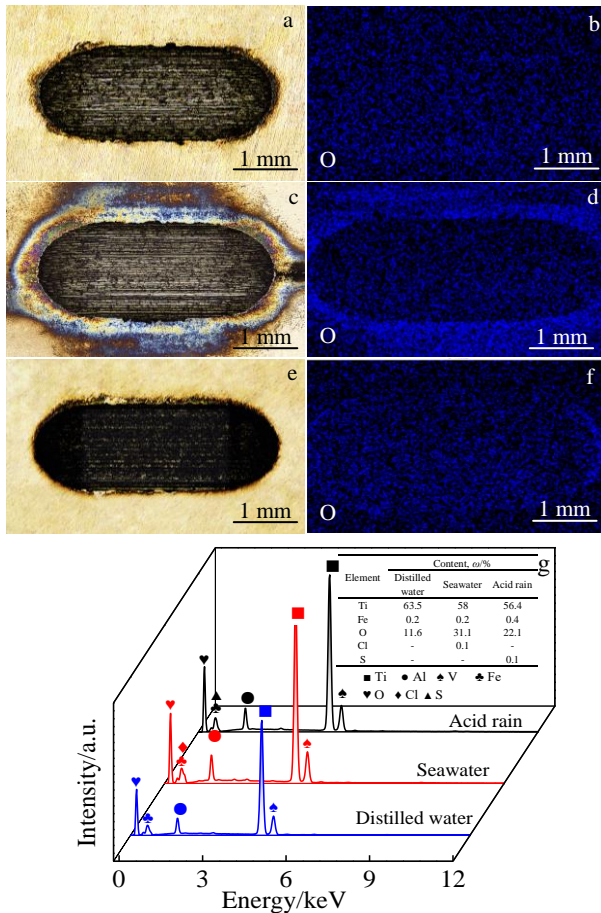 a
1 mm
b
O
1 mm
c
1 mm
d
O
1 mm
e
1 mm
f
O
1 mm
g
Content, ω/%
Element Distilled water Seawater Acid rain
Ti 63.5 58 56.4
Fe 0.2 0.2 0.4
O 11.6 31.1 22.1
Cl - 0.1 -
S - - 0.1
■ Ti ● Al ♠ V ♣ Fe
♥ O ♦ Cl ▲ S
Acid rain
Seawater
Distilled water
Intensity/a.u.
0 3 6 9 12
Energy/keV